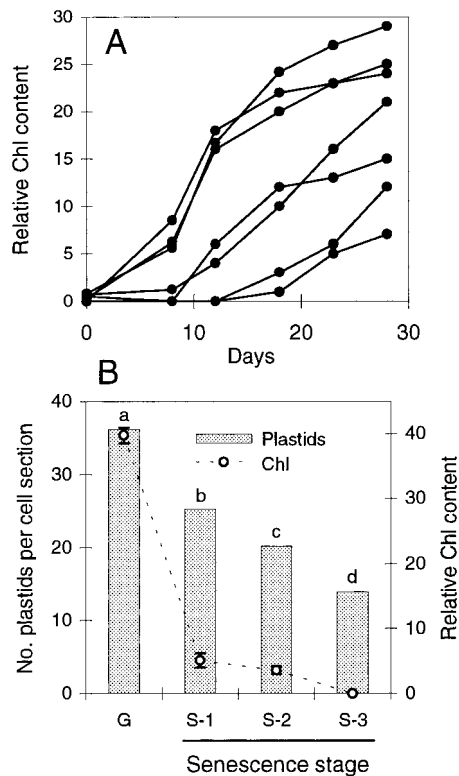 A
30
25
20
15
10
5
0
Relative Chl content
0 10 20 30
Days
B
40
30
20
10
0
No. plastids per cell section
a
b
c
d
Plastids
Chl
40
30
20
10
0
Relative Chl content
G S-1 S-2 S-3
Senescence stage